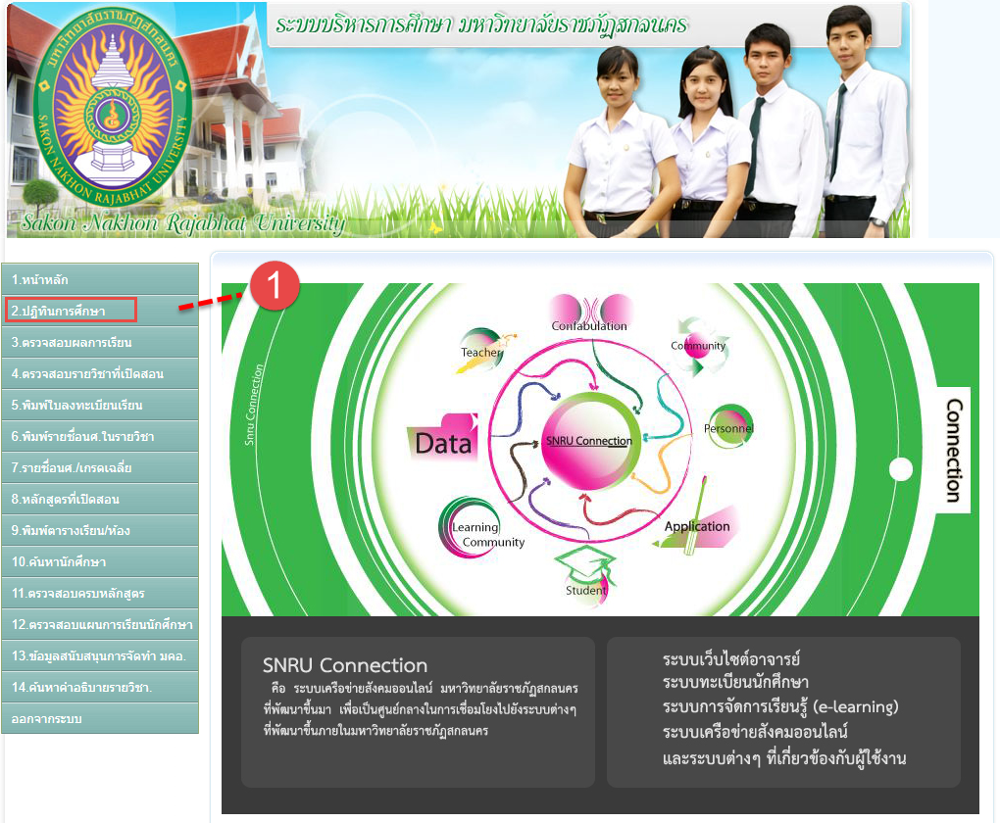 ระบบบริหารการศึกษา มหาวิทยาลัยราชภัฏสกลนคร
มหาวิทยาลัยราชภัฏสกลนคร
SAKON NAKHON RAJABHAT UNIVERSITY
Sakon Nakhon Rajabhat University
1.หน้าหลัก
2.ปฏิทินการศึกษา
3.ตรวจสอบผลการเรียน
4.ตรวจสอบรายวิชาที่เปิดสอน
5.พิมพ์ใบลงทะเบียนเรียน
6.พิมพ์รายชื่อนศ.ในรายวิชา
7.รายชื่อนศ./เกรดเฉลี่ย
8.หลักสูตรที่เปิดสอน
9.พิมพ์ตารางเรียน/ห้อง
10.ค้นหานักศึกษา
11.ตรวจสอบครบหลักสูตร
12.ตรวจสอบแผนการเรียนนักศึกษา
13.ข้อมูลสนับสนุนการจัดทำ มคอ.
14.ค้นหาคำอธิบายรายวิชา.
ออกจากระบบ
1
Snru Connection
Confabulation
Teacher
Community
Data
SNRU Connection
Personnel
Learning
Community
Application
Student
Connection
SNRU Connection
คือ ระบบเครือข่ายสังคมออนไลน์ มหาวิทยาลัยราชภัฏสกลนคร
ที่พัฒนาขึ้นมา เพื่อเป็นศูนย์กลางในการเชื่อมโยงไปยังระบบต่างๆ
ที่พัฒนาขึ้นภายในมหาวิทยาลัยราชภัฏสกลนคร
ระบบเว็บไซต์อาจารย์
ระบบทะเบียนนักศึกษา
ระบบการจัดการเรียนรู้ (e-learning)
ระบบเครือข่ายสังคมออนไลน์
และระบบต่างๆ ที่เกี่ยวข้องกับผู้ใช้งาน